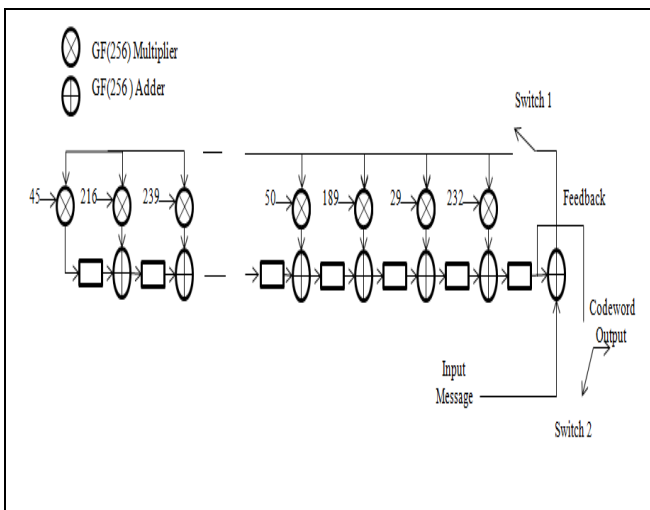 GF(256) Multiplier
GF(256) Adder
Switch 1
45 216 239 50 189 29 232
Feedback
Codeword
Output
Input
Message
Switch 2